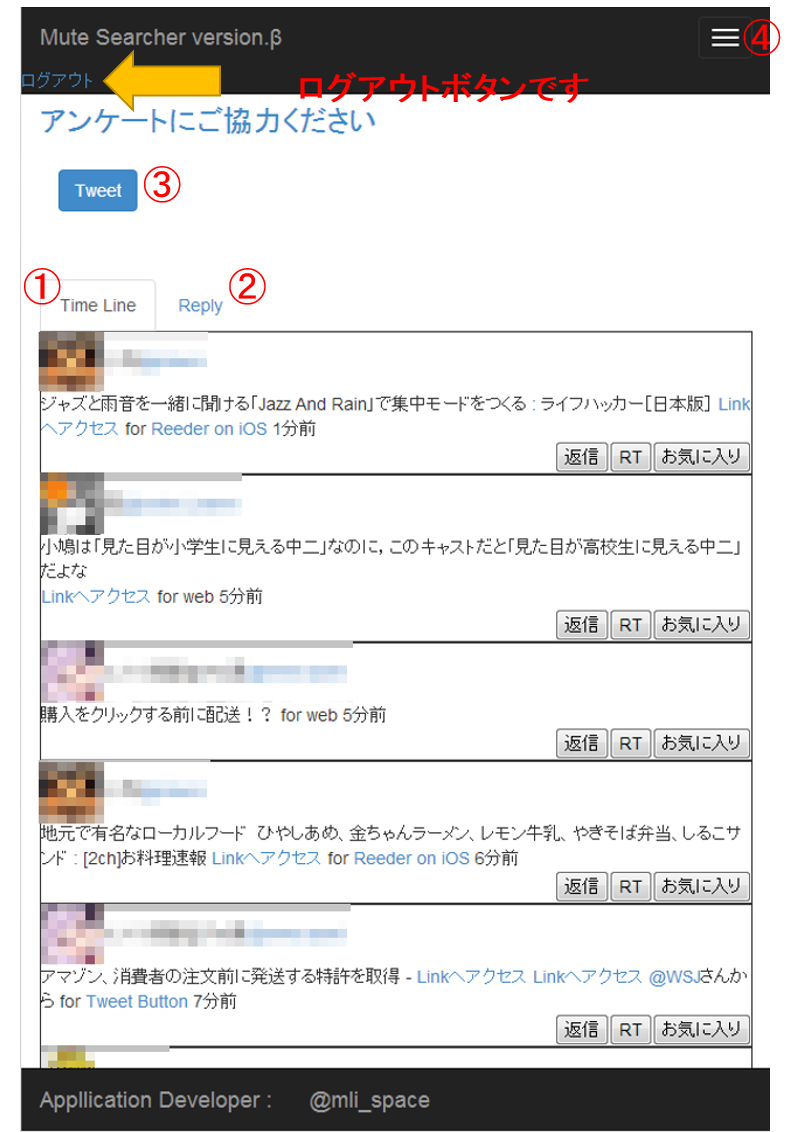 Mute Searcher version.β
④
ログアウト
ログアウトボタンです
アンケートにご協力ください
Tweet
③
①
②
Time Line
Reply
ジャズと雨音を一緒に聞ける「Jazz And Rain」で集中モードをつくる : ライフハッカー[日本版] Link
へアクセス for Reeder on iOS 1分前
返信 RT お気に入り
小鳩は「見た目が小学生に見える中二」なのに, このキャストだと「見た目が高校生に見える中二」
だよな
Linkへアクセス for web 5分前
返信 RT お気に入り
購入をクリックする前に配送！？ for web 5分前
返信 RT お気に入り
地元で有名なローカルフード ひやしあめ、金ちゃんラーメン、レモン牛乳、やきそば弁当、しるこサ
ンド : [2ch]お料理速報 Linkへアクセス for Reeder on iOS 6分前
返信 RT お気に入り
アマゾン、消費者の注文前に発送する特許を取得 - Linkへアクセス Linkへアクセス @WSJさんか
ら for Tweet Button 7分前
返信 RT お気に入り
Appllication Developer : @mli_space